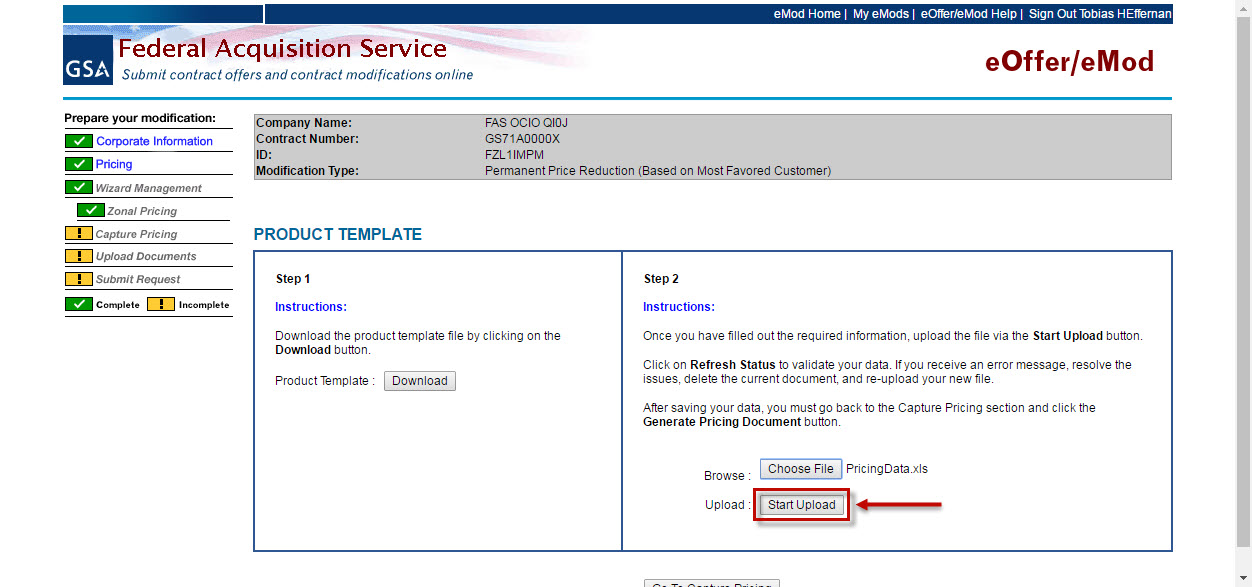 eMod Home | My eMods | eOffer/eMod Help | Sign Out Tobias HEffernan
GSA
Federal Acquisition Service
Submit contract offers and contract modifications online
eOffer/eMod
Prepare your modification:
Corporate Information
Pricing
Wizard Management
Zonal Pricing
Capture Pricing
Upload Documents
Submit Request
Complete Incomplete
Company Name: FAS OCIO QI0J
Contract Number: GS71A0000X
ID: FZL1IMPM
Modification Type: Permanent Price Reduction (Based on Most Favored Customer)
PRODUCT TEMPLATE
Step 1
Instructions:
Download the product template file by clicking on the
Download button.
Product Template : Download
Step 2
Instructions:
Once you have filled out the required information, upload the file via the Start Upload button.
Click on Refresh Status to validate your data. If you receive an error message, resolve the
issues, delete the current document, and re-upload your new file.
After saving your data, you must go back to the Capture Pricing section and click the
Generate Pricing Document button.
Browse : Choose File PricingData.xls
Upload : Start Upload
Go To Capture Pricing